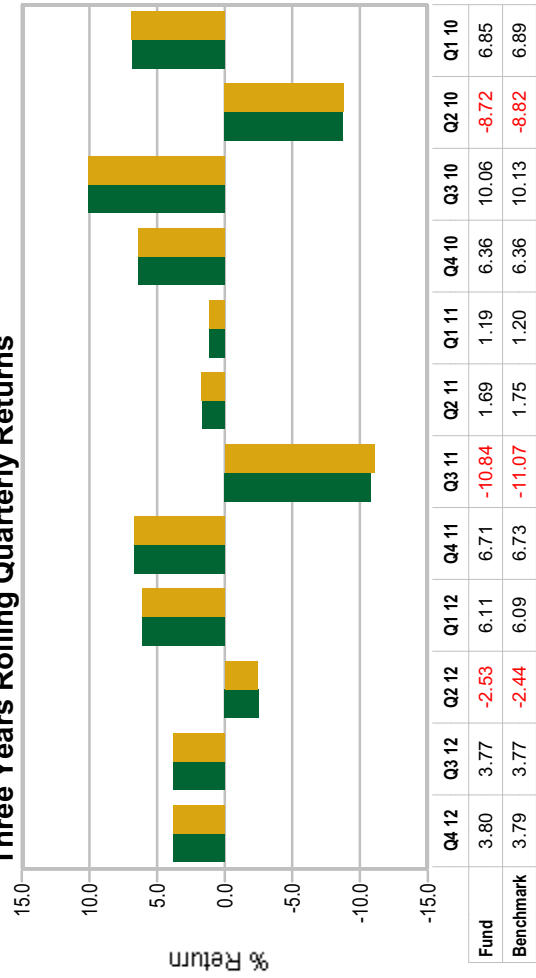 Three Years Rolling Quarterly Returns
15.0
10.0
5.0
0.0
-5.0
-10.0
-15.0
% Return
Q4 12 Q3 12 Q2 12 Q1 12 Q4 11 Q3 11 Q2 11 Q1 11 Q4 10 Q3 10 Q2 10 Q1 10
Fund 3.80 3.77 -2.53 6.11 6.71 -10.84 1.69 1.19 6.36 10.06 -8.72 6.85
Benchmark 3.79 3.77 -2.44 6.09 6.73 -11.07 1.75 1.20 6.36 10.13 -8.82 6.89